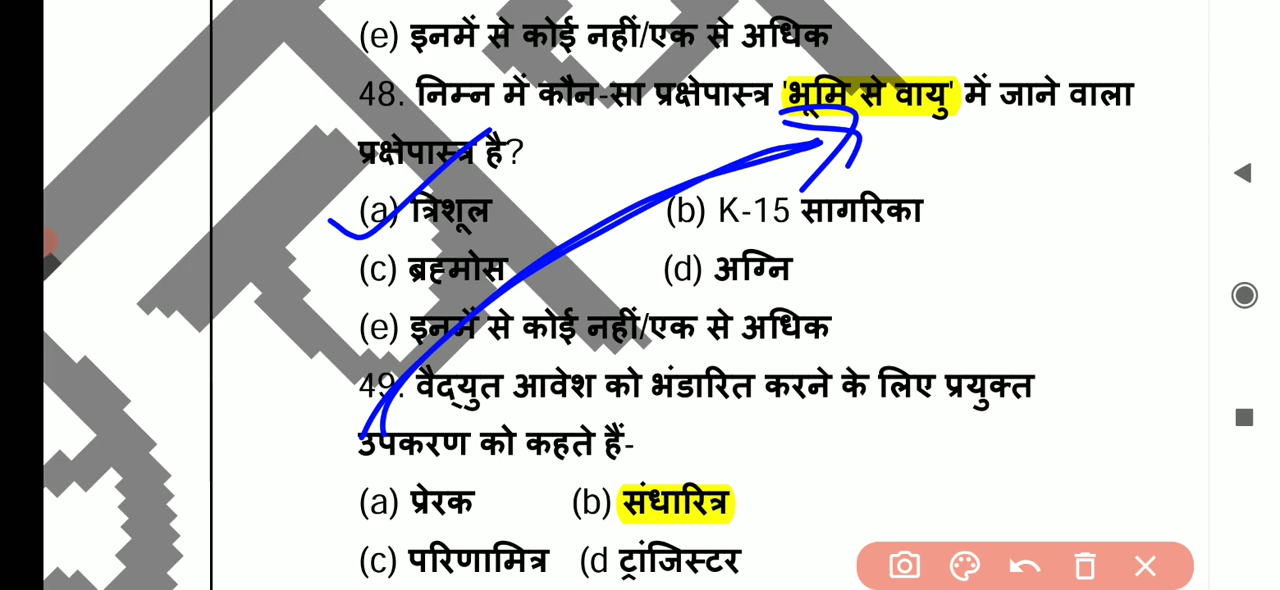 (e) इनमें से कोई नहीं/एक से अधिक
48. निम्न में कौन-सा प्रक्षेपास्त्र 'भूमि से वायु' में जाने वाला
प्रक्षेपास्त्र है?
(a) त्रिशूल (b) K-15 सागरिका
(c) ब्रह्मोस (d) अग्नि
(e) इनमें से कोई नहीं/एक से अधिक
49. वैद्युत आवेश को भंडारित करने के लिए प्रयुक्त
उपकरण को कहते हैं-
(a) प्रेरक (b) संधारित्र
(c) परिणामित्र (d ट्रांजिस्टर